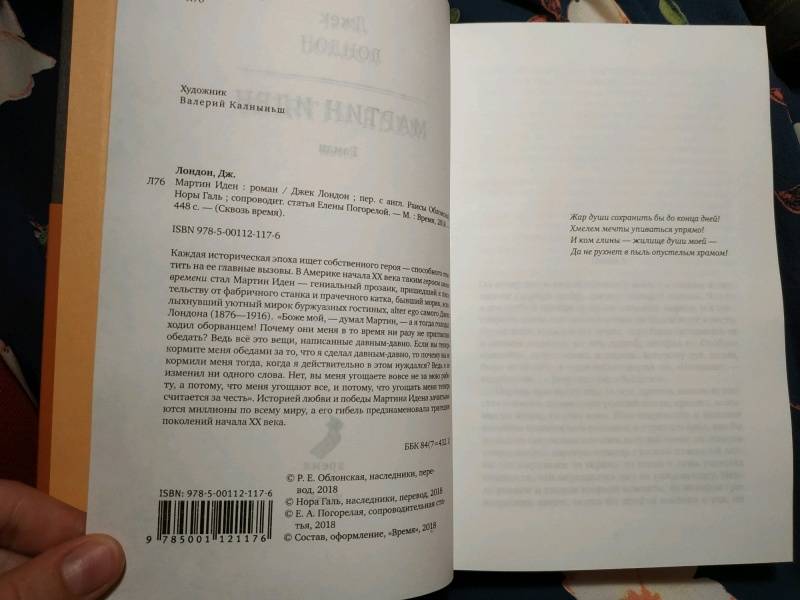 Л76
Художник
Валерий Калныньш
Лондон, Дж.
Л76 Мартин Иден : роман / Джек Лондон ; пер. с англ. Раисы
Норы Галь ; сопроводит. статья Елены Погорелой. — М. : Время,
448 с. — (Сквозь время).
ISBN 978-5-00112-117-6
Каждая историческая эпоха ищет собственного героя —
тить на ее главные вызовы. В Америке начала XX века таким героем
времени стал Мартин Иден — гениальный прозаик, пришедший к
тельству от фабричного станка и прачечного катка, бывший моряк,
лыхнувший уютный мирок буржуазных гостиных, alter ego самого
Лондона (1876—1916). «Боже мой, — думал Мартин, — а я тогда
ходил оборванцем! Почему они меня в то время ни разу не
обедать? Ведь всё это вещи, написанные давным-давно. Если вы
кормите меня обедами за то, что я сделал давным-давно, то почему вы не
кормили меня тогда, когда я действительно в этом нуждался? Ведь я не
изменил ни одного слова. Нет, вы меня угощаете вовсе не за мою
ту, а потому, что меня угощают все, и потому, что угощать меня теперь
считается за честь». Историей любви и победы Мартина Идена
ются миллионы по всему миру, а его гибель предзнаменовала
поколений начала XX века.
ББК 84(7=
ISBN: 978-5-00112-117-6
9 785001 121176
© Р. Е. Облонская, наследники, пере-
вод, 2018
© Нора Галь, наследники, перевод, 2018
© Е. А. Погорелая, сопроводительная ста-
тья, 2018
© Состав, оформление, «Время», 2018
Жар души сохранить бы до конца дней!
Хмелем мечты упиваться упрямо!
И ком глины — жилище души моей —
Да не рухнет в пыль опустелым храмом!